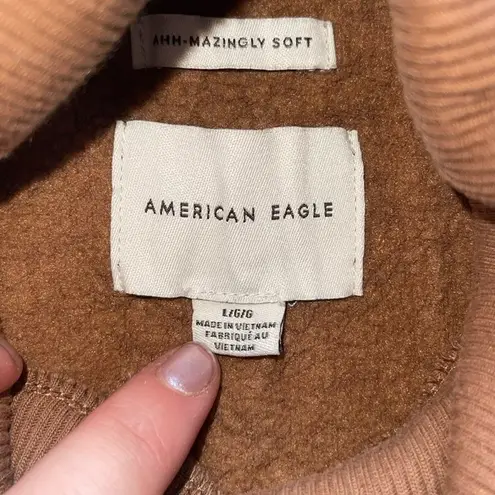 AHH-MAZINGLY SOFT
AMERICAN EAGLE
L/G/G
MADE IN VIETNAM
FABRIQUÉ AU
VIETNAM